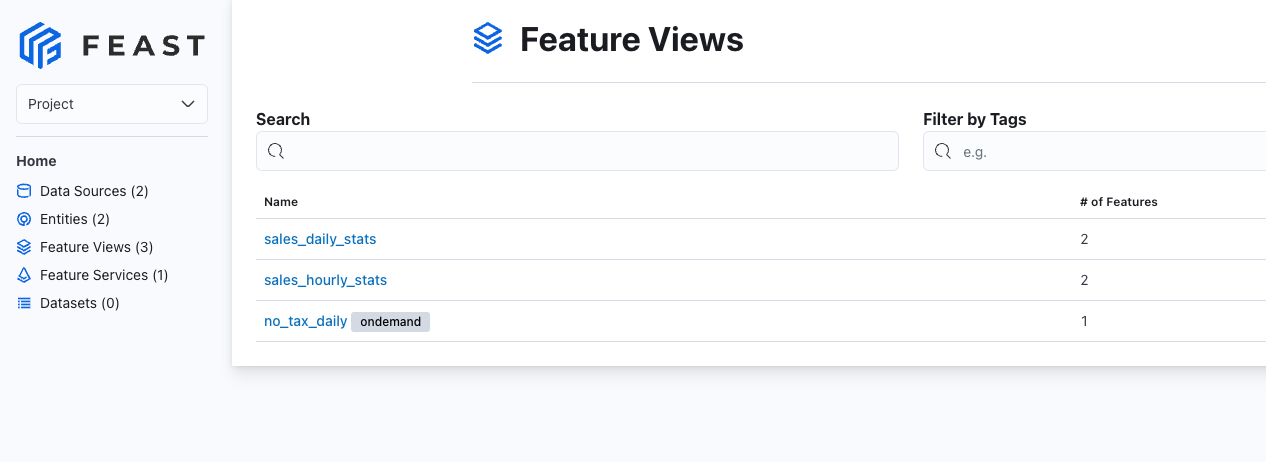 FEAST
Project
Home
Data Sources (2)
Entities (2)
Feature Views (3)
Feature Services (1)
Datasets (0)
Feature Views
Search
Filter by Tags
e.g.
Name # of Features
sales_daily_stats 2
sales_hourly_stats 2
no_tax_daily ondemand 1